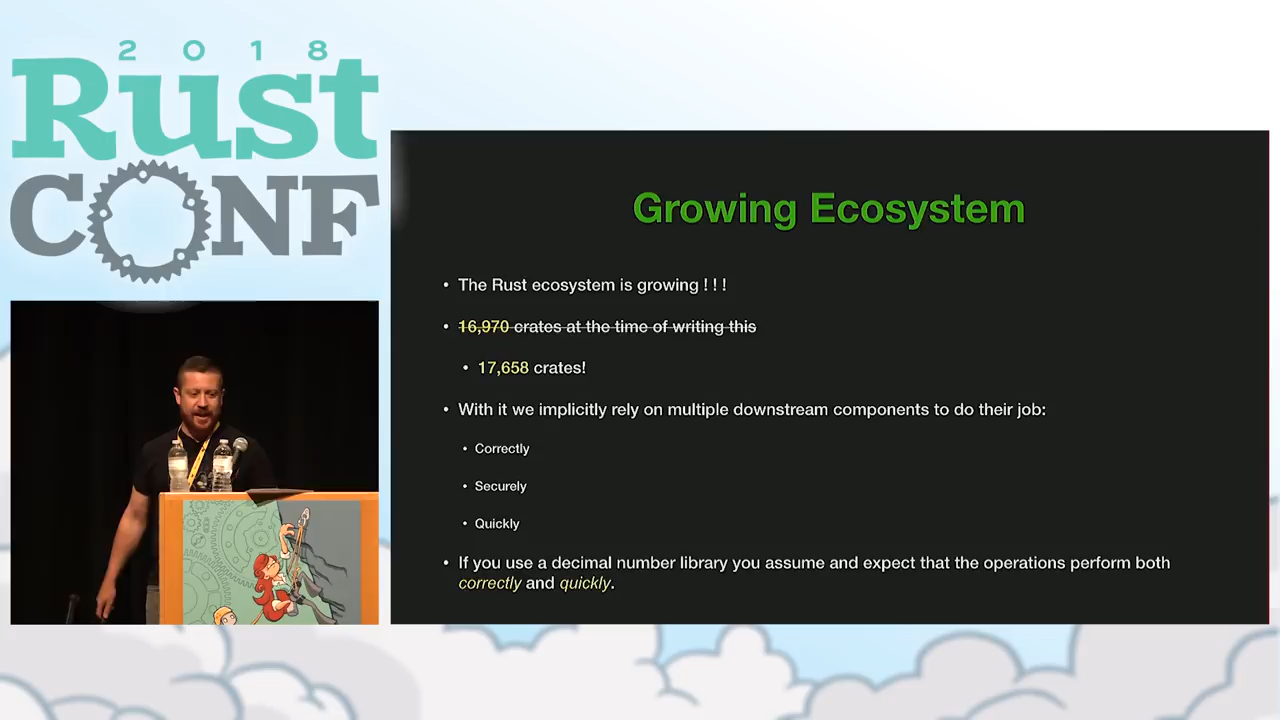 2018
Rust
CONF
Growing Ecosystem
• The Rust ecosystem is growing ! ! !
• 16,970 crates at the time of writing this
• 17,658 crates!
• With it we implicitly rely on multiple downstream components to do their job:
• Correctly
• Securely
• Quickly
• If you use a decimal number library you assume and expect that the operations perform both
correctly and quickly.